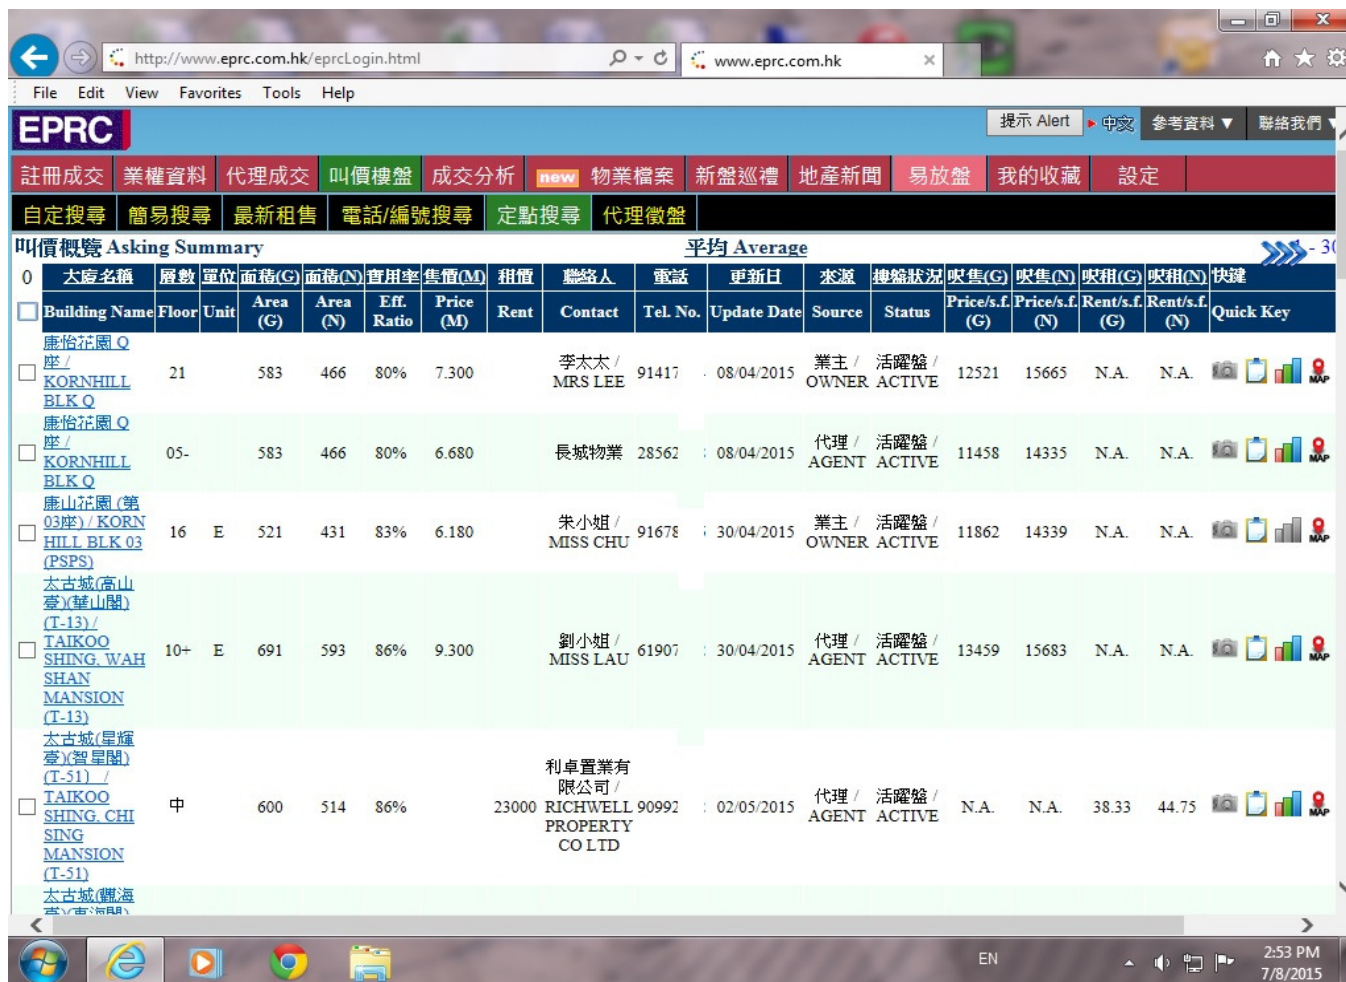 http://www.eprc.com.hk/eprcLogin.html
www.eprc.com.hk
File Edit View Favorites Tools Help
EPRC
提示 Alert 中文 參考資料 ▼ 聯絡我們
註冊成交 業權資料 代理成交 叫價樓盤 成交分析 new 物業檔案 新盤巡禮 地產新聞 易放盤 我的收藏 設定
自定搜尋 簡易搜尋 最新租售 電話/編號搜尋 定點搜尋 代理徵盤
叫價概覽 Asking Summary 平均 Average - 30
0 大廈名稱 層數 單位 面積(G) 面積(N) 實用率 售價(M) 租價 聯絡人 電話 更新日 來源 樓盤狀況 呎售(G) 呎售(N) 呎租(G) 呎租(N) 快鍵
Building Name Floor Unit Area (G) Area (N) Eff. Ratio Price (M) Rent Contact Tel. No. Update Date Source Status Price/s.f. (G) Price/s.f. (N) Rent/s.f. (G) Rent/s.f. (N) Quick Key
康怡花園 Q
座 /
KORNHILL
BLK Q
21 583 466 80% 7.300 李太太 / MRS LEE 91417 08/04/2015 業主 / OWNER 活躍盤 / ACTIVE 12521 15665 N.A. N.A. MAP
康怡花園 Q
座 /
KORNHILL
BLK Q
05- 583 466 80% 6.680 長城物業 28562 08/04/2015 代理 / AGENT 活躍盤 / ACTIVE 11458 14335 N.A. N.A. MAP
康山花園 (第
03座) / KORN
HILL BLK 03
(PSPS)
16 E 521 431 83% 6.180 朱小姐 / MISS CHU 91678 30/04/2015 業主 / OWNER 活躍盤 / ACTIVE 11862 14339 N.A. N.A. MAP
太古城(高山
臺)(華山閣)
(T-13) /
TAIKOO
SHING, WAH
SHAN
MANSION
(T-13)
10+ E 691 593 86% 9.300 劉小姐 / MISS LAU 61907 30/04/2015 代理 / AGENT 活躍盤 / ACTIVE 13459 15683 N.A. N.A. MAP
太古城(星輝
臺)(智星閣)
(T-51) /
TAIKOO
SHING, CHI
SING
MANSION
(T-51)
中 600 514 86% 23000 利卓置業有限公司 / RICHWELL PROPERTY CO LTD 90992 02/05/2015 代理 / AGENT 活躍盤 / ACTIVE N.A. N.A. 38.33 44.75 MAP
太古城(觀海
EN
2:53 PM
7/8/2015